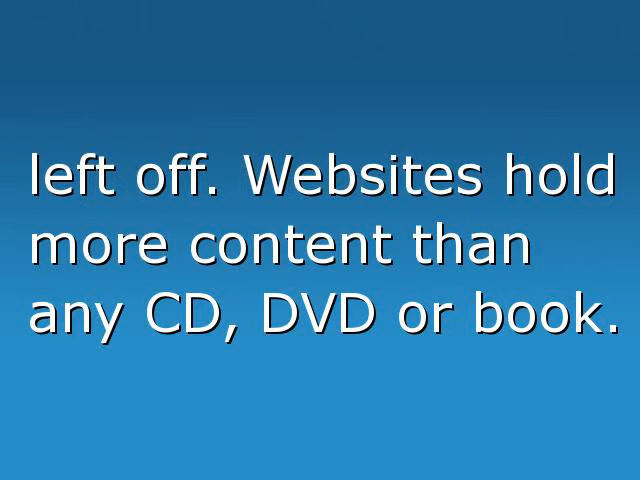 left off. Websites hold
more content than
any CD, DVD or book.